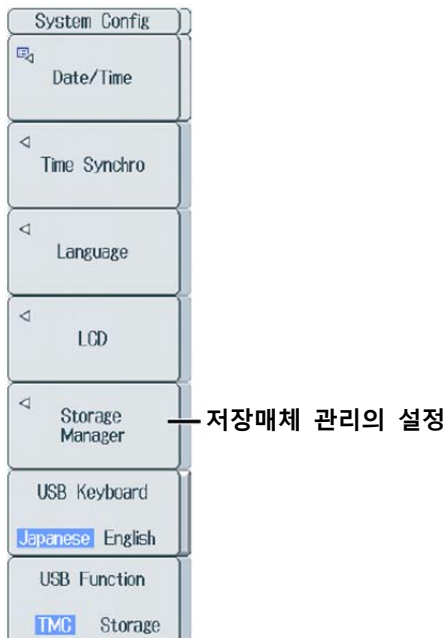 System Config
Date/Time
Time Synchro
Language
LCD
Storage
Manager
저장매체 관리의 설정
USB Keyboard
Japanese English
USB Function
TMC Storage